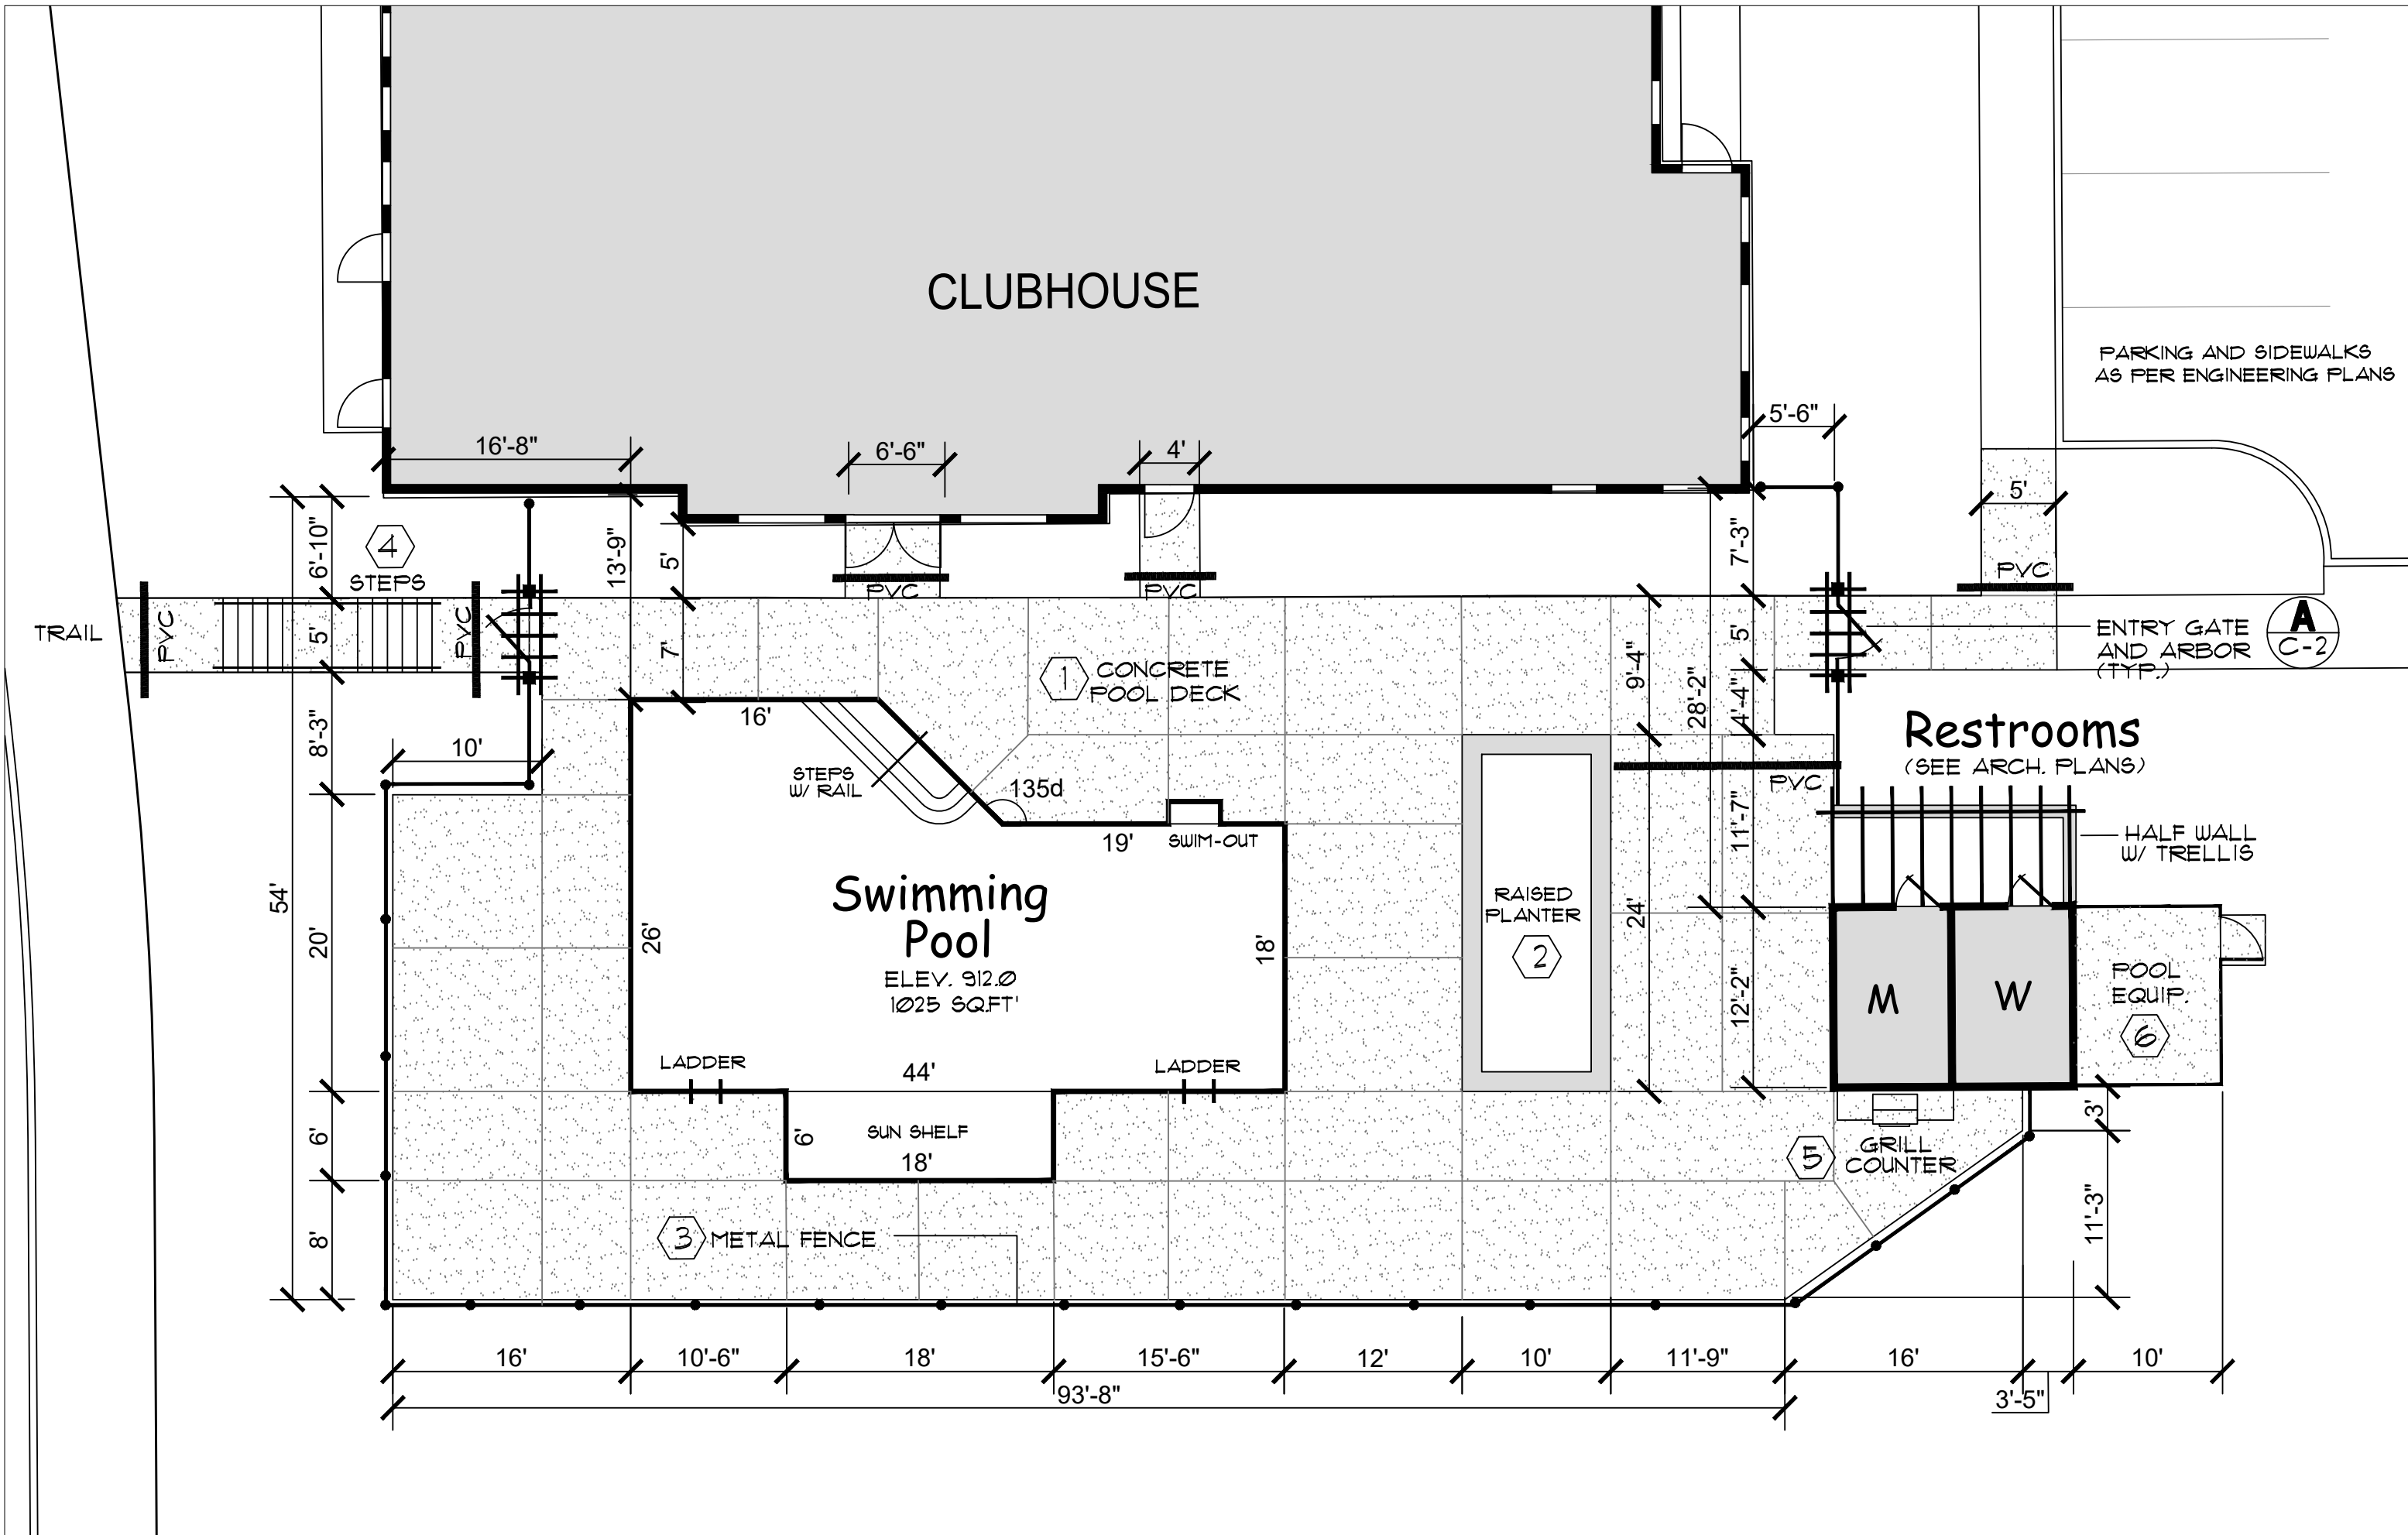 CLUBHOUSE
PARKING AND SIDEWALKS
AS PER ENGINEERING PLANS
16'-8"
6'-6"
4'
5'-6"
5'
6'-10"
4
STEPS
13'-9"
5'
7'-3"
PVC
PVC
PVC
TRAIL
PVC
5'
PVC
7'
1
CONCRETE
POOL DECK
9'-4"
28'-2"
5'
4'-4"
ENTRY GATE
AND ARBOR
(TYP.)
A
C-2
8'-3"
10'
16'
STEPS
W/ RAIL
135d
19'
SWIM-OUT
PVC
Restrooms
(SEE ARCH. PLANS)
11'-7"
HALF WALL
W/ TRELLIS
54'
20'
26'
Swimming
Pool
ELEV. 912.0
1025 SQ.FT'
18'
RAISED
PLANTER
2
24'
12'-2"
M
W
POOL
EQUIP.
6
LADDER
44'
LADDER
6'
6'
SUN SHELF
18'
5
GRILL
COUNTER
3'
8'
3
METAL FENCE
11'-3"
16'
10'-6"
18'
15'-6"
12'
10'
11'-9"
16'
10'
93'-8"
3'-5"